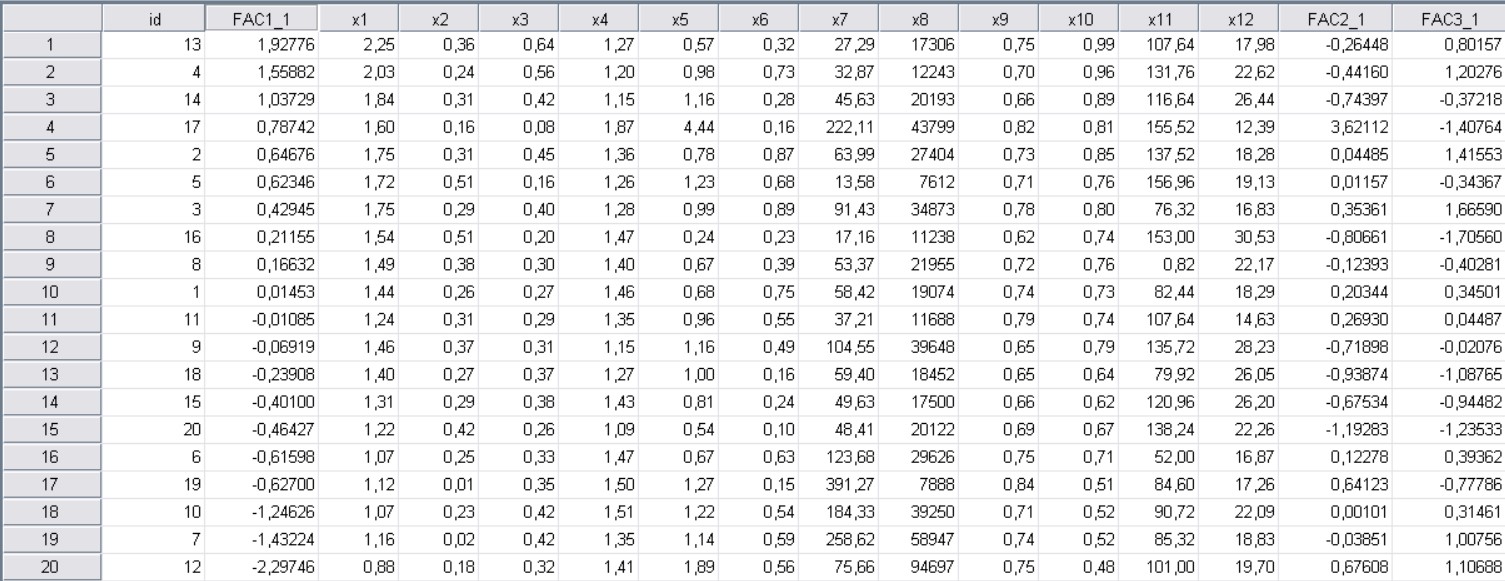 id FAC1_1 x1 x2 x3 x4 x5 x6 x7 x8 x9 x10 x11 x12 FAC2_1 FAC3_1
1 13 1,92776 2,25 0,36 0,64 1,27 0,57 0,32 27,29 17306 0,75 0,99 107,64 17,98 -0,26448 0,80157
2 4 1,55882 2,03 0,24 0,56 1,20 0,98 0,73 32,87 12243 0,70 0,96 131,76 22,62 -0,44160 1,20276
3 14 1,03729 1,84 0,31 0,42 1,15 1,16 0,28 45,63 20193 0,66 0,89 116,64 26,44 -0,74397 -0,37218
4 17 0,78742 1,60 0,16 0,08 1,87 4,44 0,16 222,11 43799 0,82 0,81 155,52 12,39 3,62112 -1,40764
5 2 0,64676 1,75 0,31 0,45 1,36 0,78 0,87 63,99 27404 0,73 0,85 137,52 18,28 0,04485 1,41553
6 5 0,62346 1,72 0,51 0,16 1,26 1,23 0,68 13,58 7612 0,71 0,76 156,96 19,13 0,01157 -0,34367
7 3 0,42945 1,75 0,29 0,40 1,28 0,99 0,89 91,43 34873 0,78 0,80 76,32 16,83 0,35361 1,66590
8 16 0,21155 1,54 0,51 0,20 1,47 0,24 0,23 17,16 11238 0,62 0,74 153,00 30,53 -0,80661 -1,70560
9 8 0,16632 1,49 0,38 0,30 1,40 0,67 0,39 53,37 21955 0,72 0,76 0,82 22,17 -0,12393 -0,40281
10 1 0,01453 1,44 0,26 0,27 1,46 0,68 0,75 58,42 19074 0,74 0,73 82,44 18,29 0,20344 0,34501
11 11 -0,01085 1,24 0,31 0,29 1,35 0,96 0,55 37,21 11688 0,79 0,74 107,64 14,63 0,26930 0,04487
12 9 -0,06919 1,46 0,37 0,31 1,15 1,16 0,49 104,55 39648 0,65 0,79 135,72 28,23 -0,71898 -0,02076
13 18 -0,23908 1,40 0,27 0,37 1,27 1,00 0,16 59,40 18452 0,65 0,64 79,92 26,05 -0,93874 -1,08765
14 15 -0,40100 1,31 0,29 0,38 1,43 0,81 0,24 49,63 17500 0,66 0,62 120,96 26,20 -0,67534 -0,94482
15 20 -0,46427 1,22 0,42 0,26 1,09 0,54 0,10 48,41 20122 0,69 0,67 138,24 22,26 -1,19283 -1,23533
16 6 -0,61598 1,07 0,25 0,33 1,47 0,67 0,63 123,68 29626 0,75 0,71 52,00 16,87 0,12278 0,39362
17 19 -0,62700 1,12 0,01 0,35 1,50 1,27 0,15 391,27 7888 0,84 0,51 84,60 17,26 0,64123 -0,77786
18 10 -1,24626 1,07 0,23 0,42 1,51 1,22 0,54 184,33 39250 0,71 0,52 90,72 22,09 0,00101 0,31461
19 7 -1,43224 1,16 0,02 0,42 1,35 1,14 0,59 258,62 58947 0,74 0,52 85,32 18,83 -0,03851 1,00756
20 12 -2,29746 0,88 0,18 0,32 1,41 1,89 0,56 75,66 94697 0,75 0,48 101,00 19,70 0,67608 1,10688